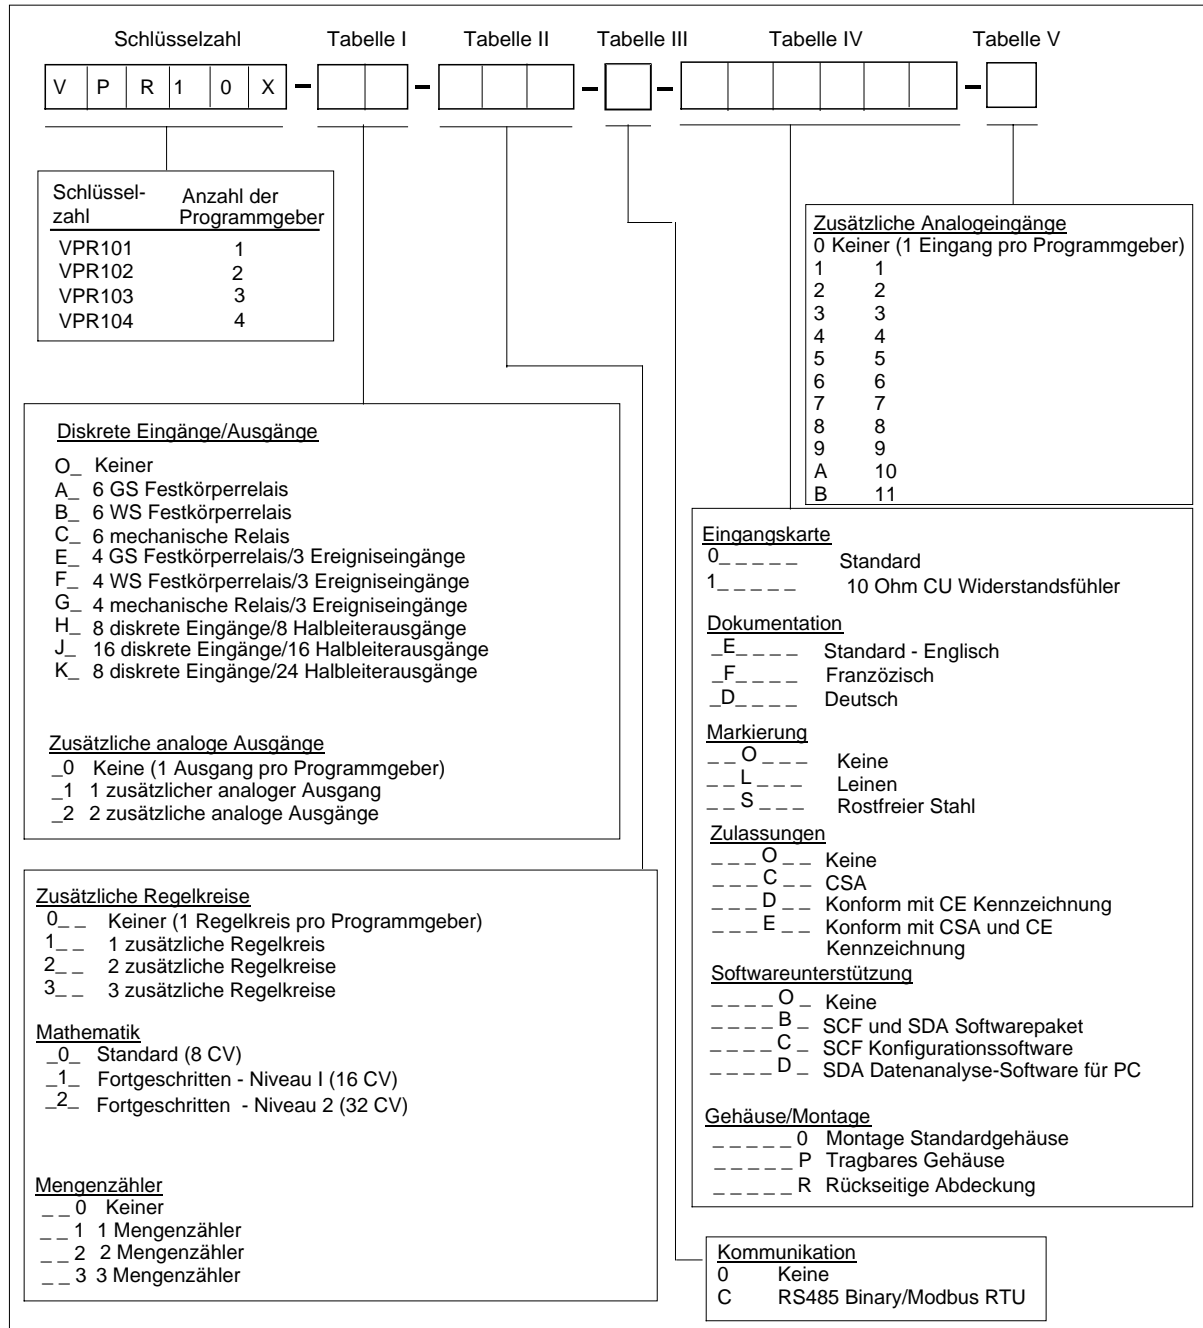 Schlüsselzahl Tabelle I Tabelle II Tabelle III Tabelle IV Tabelle V
V P R 1 0 X - - - - -
Schlüssel-
zahl
Anzahl der
Programmgeber
VPR101 1
VPR102 2
VPR103 3
VPR104 4
Zusätzliche Analogeingänge
0 Keiner (1 Eingang pro Programmgeber)
1 1
2 2
3 3
4 4
5 5
6 6
7 7
8 8
9 9
A 10
B 11
Diskrete Eingänge/Ausgänge
O_ Keiner
A_ 6 GS Festkörperrelais
B_ 6 WS Festkörperrelais
C_ 6 mechanische Relais
E_ 4 GS Festkörperrelais/3 Ereigniseingänge
F_ 4 WS Festkörperrelais/3 Ereigniseingänge
G_ 4 mechanische Relais/3 Ereigniseingänge
H_ 8 diskrete Eingänge/8 Halbleiterausgänge
J_ 16 diskrete Eingänge/16 Halbleiterausgänge
K_ 8 diskrete Eingänge/24 Halbleiterausgänge
Zusätzliche analoge Ausgänge
_0 Keine (1 Ausgang pro Programmgeber)
_1 1 zusätzlicher analoger Ausgang
_2 2 zusätzliche analoge Ausgänge
Zusätzliche Regelkreise
0_ _ Keiner (1 Regelkreis pro Programmgeber)
1_ _ 1 zusätzliche Regelkreis
2_ _ 2 zusätzliche Regelkreise
3_ _ 3 zusätzliche Regelkreise
Mathematik
_0_ Standard (8 CV)
_1_ Fortgeschritten - Niveau I (16 CV)
_2_ Fortgeschritten - Niveau 2 (32 CV)
Mengenzähler
_ _ 0 Keiner
_ _ 1 1 Mengenzähler
_ _ 2 2 Mengenzähler
_ _ 3 3 Mengenzähler
Eingangskarte
0_ _ _ _ _ Standard
1_ _ _ _ _ 10 Ohm CU Widerstandsfühler
Dokumentation
_E_ _ _ _ Standard - Englisch
_F_ _ _ _ Französisch
_D_ _ _ _ Deutsch
Markierung
_ _ O_ _ _ Keine
_ _ L_ _ _ Leinen
_ _ S_ _ _ Rostfreier Stahl
Zulassungen
_ _ _ O_ _ Keine
_ _ _ C_ _ CSA
_ _ _ D_ _ Konform mit CE Kennzeichnung
_ _ _ E_ _ Konform mit CSA und CE
Kennzeichnung
Softwareunterstützung
_ _ _ _ O_ Keine
_ _ _ _ B_ SCF und SDA Softwarepaket
_ _ _ _ C_ SCF Konfigurationssoftware
_ _ _ _ D_ SDA Datenanalyse-Software für PC
Gehäuse/Montage
_ _ _ _ _ 0 Montage Standardgehäuse
_ _ _ _ _ P Tragbares Gehäuse
_ _ _ _ _ R Rückseitige Abdeckung
Kommunikation
0 Keine
C RS485 Binary/Modbus RTU